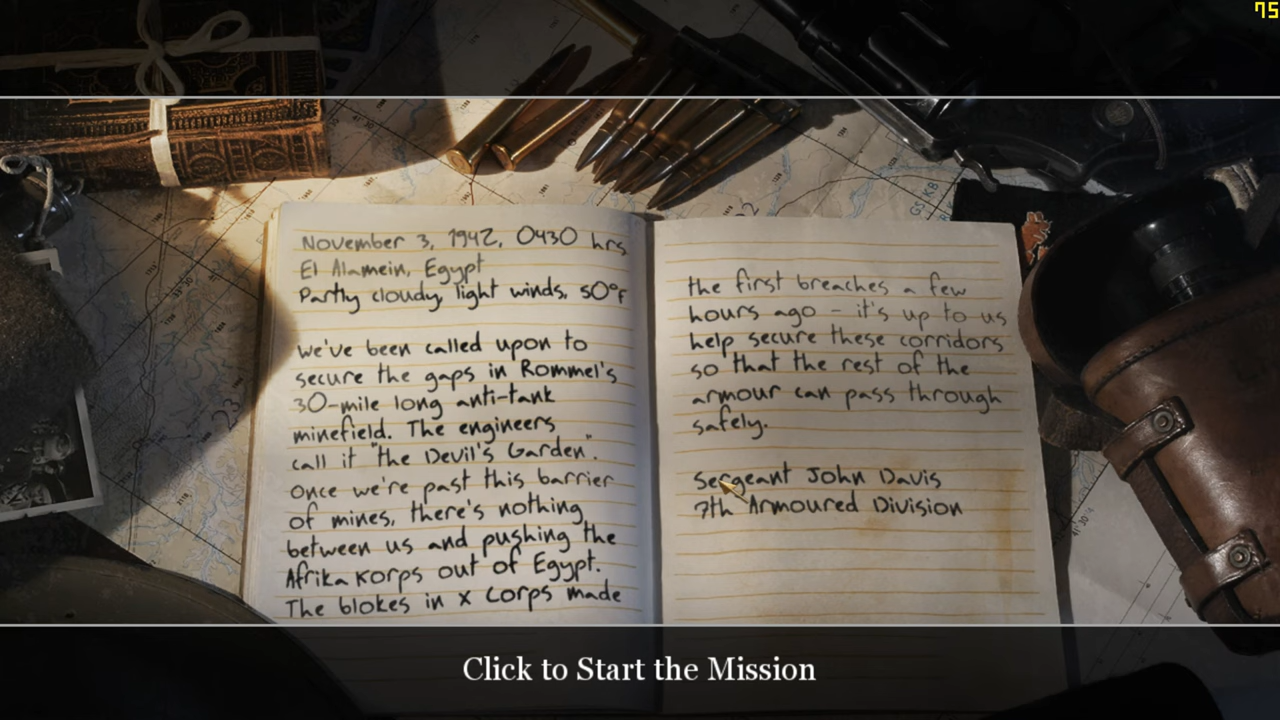 75
November 3, 1942, 0430 hrs
El Alamein, Egypt
Partly cloudy, light winds, 50°F
We've been called upon to
secure the gaps in Rommel's
30-mile long anti-tank
minefield. The engineers
call it "the Devil's Garden".
Once we're past this barrier
of mines, there's nothing
between us and pushing the
Afrika Korps out of Egypt.
The blokes in X Corps made
the first breaches a few
hours ago - it's up to us
help secure these corridors
so that the rest of the
armour can pass through
safely.
Sergeant John Davis
7th Armoured Division
GSIKB
23
Click to Start the Mission